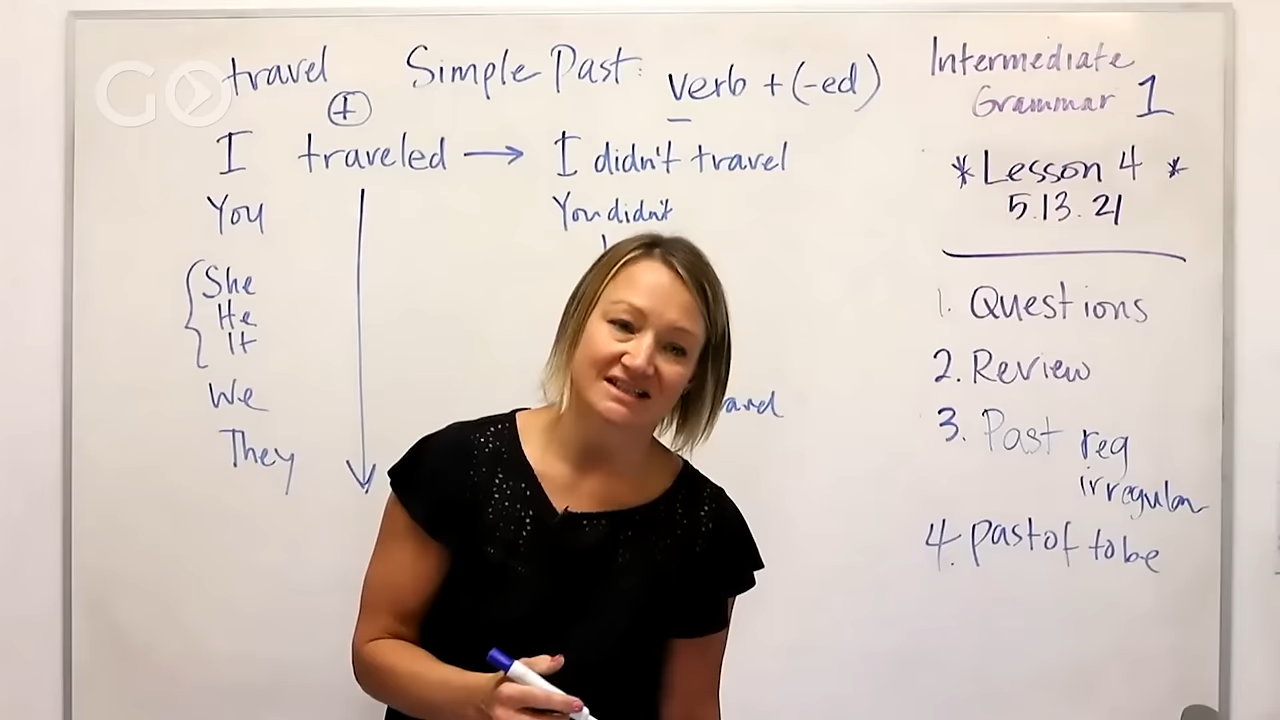 GO
travel
Simple Past: verb + (-ed)
+
I traveled → I didn't travel
You
You didn't
She
He
It
We
They
Intermediate
Grammar 1
*Lesson 4 *
5.13.21
1. Questions
2. Review
3. Past reg
irregular
4. past of to be